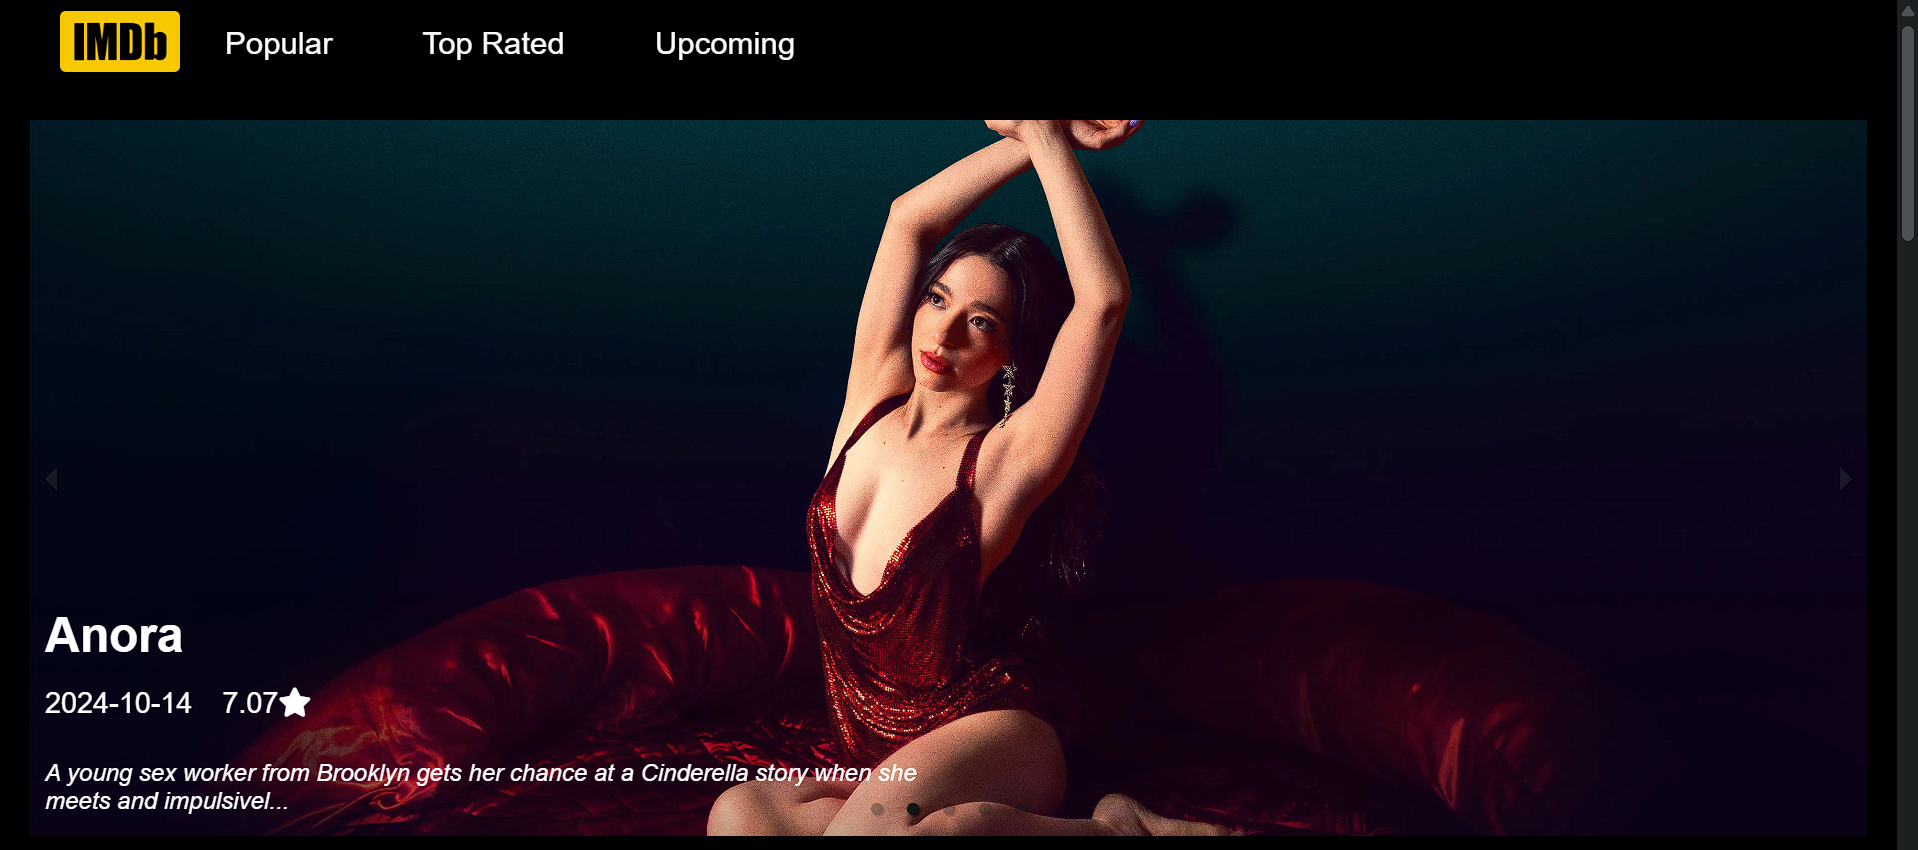 IMDb Popular Top Rated Upcoming
Anora
2024-10-14 7.07
A young sex worker from Brooklyn gets her chance at a Cinderella story when she
meets and impulsivel...